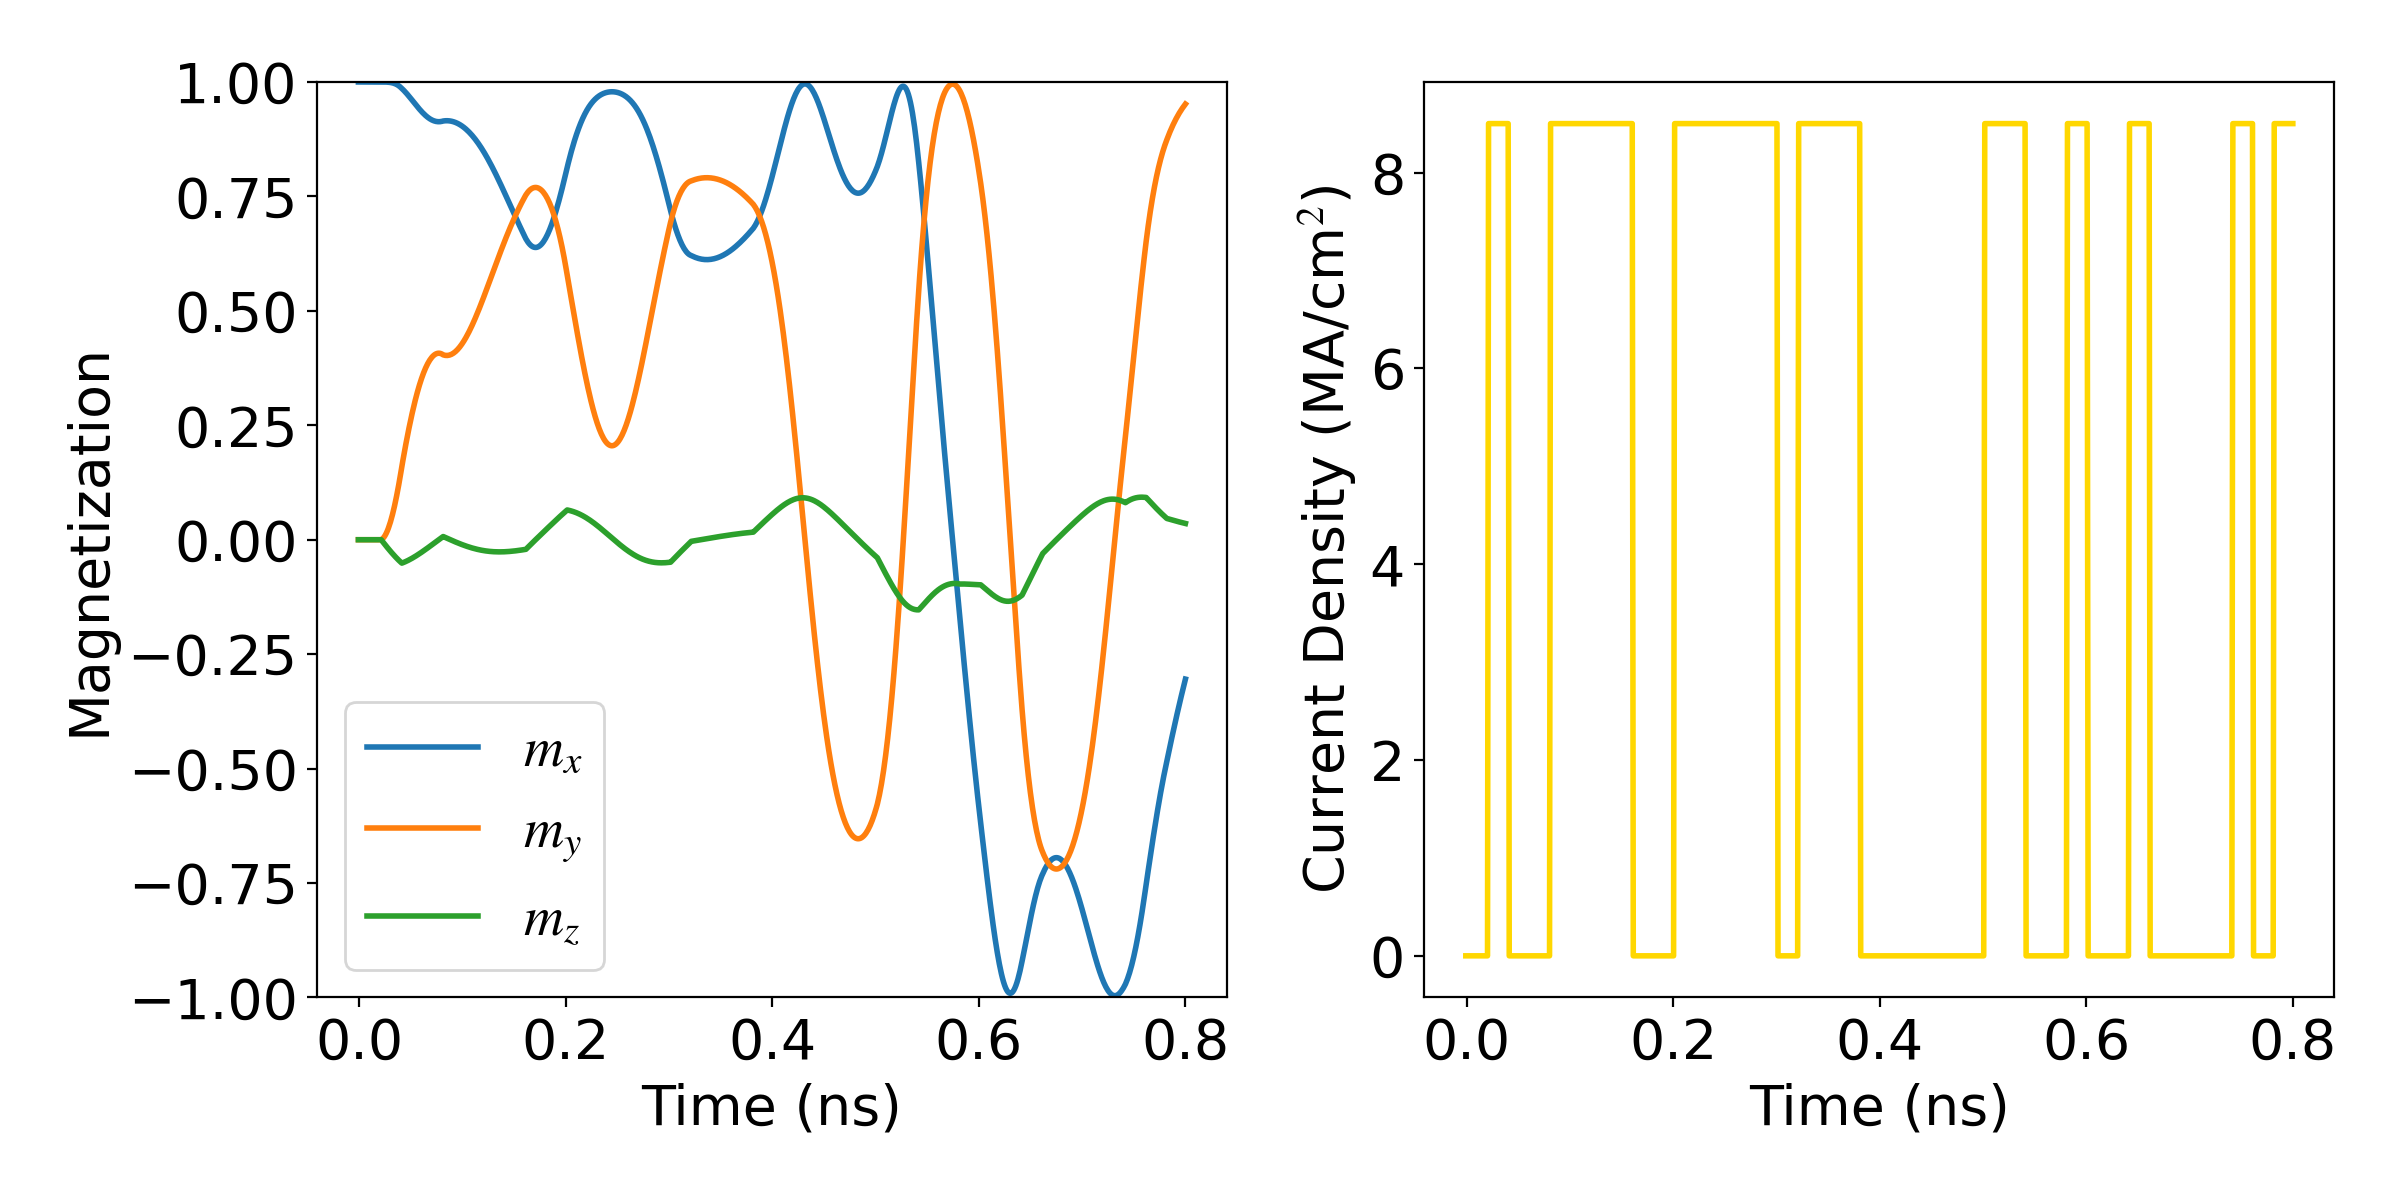 Magnetization
1.00
0.75
0.50
0.25
0.00
−0.25
−0.50
−0.75
−1.00
m_x
m_y
m_z
0.0 0.2 0.4 0.6 0.8
Time (ns)
Current Density (MA/cm²)
8
6
4
2
0
0.0 0.2 0.4 0.6 0.8
Time (ns)